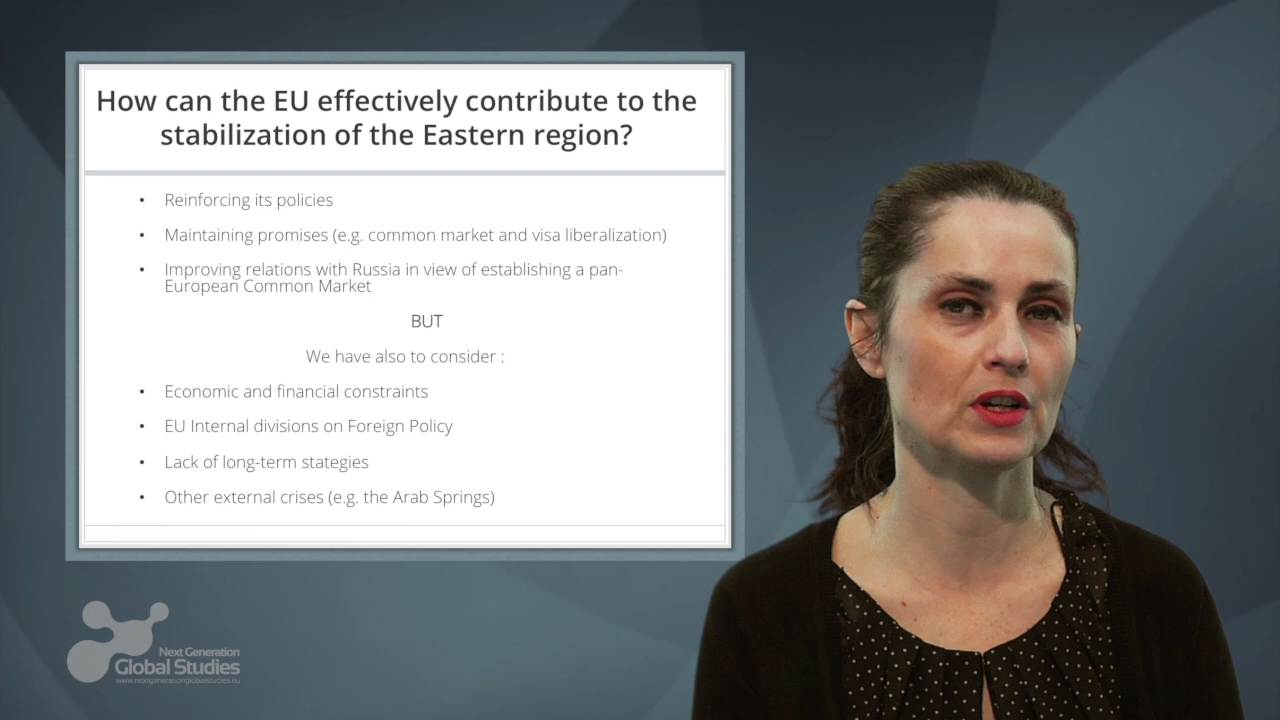 How can the EU effectively contribute to the
stabilization of the Eastern region?
• Reinforcing its policies
• Maintaining promises (e.g. common market and visa liberalization)
• Improving relations with Russia in view of establishing a pan-
European Common Market
BUT
We have also to consider :
• Economic and financial constraints
• EU Internal divisions on Foreign Policy
• Lack of long-term stategies
• Other external crises (e.g. the Arab Springs)
Next Generation
Global Studies
www.nextgenerationglobalstudies.eu